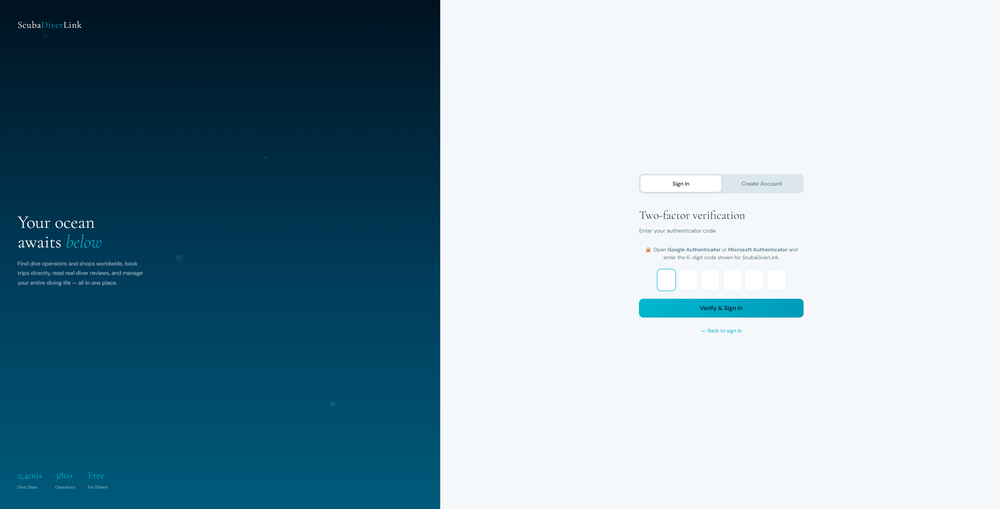 ScubaDiverLink
Your ocean
awaits below
Find dive operators and shops worldwide, book
trips directly, read real diver reviews, and manage
your entire diving life — all in one place.
2,400+ 380+ Free
Dive Sites Operators For Divers
Sign In Create Account
Two-factor verification
Enter your authenticator code
🔐 Open Google Authenticator or Microsoft Authenticator and
enter the 6-digit code shown for ScubaDiverLink.
Verify & Sign In
← Back to sign in